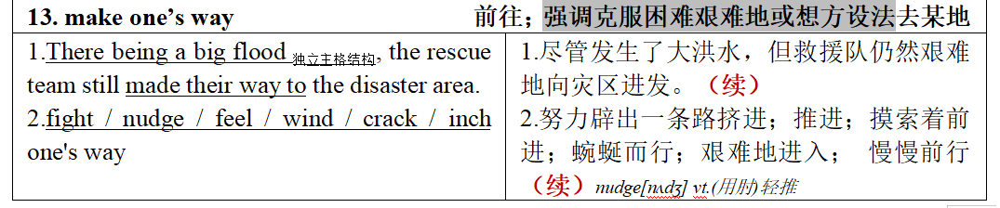 13. make one’s way
前往；强调克服困难艰难地或想方设法去某地
1.There being a big flood 独立主格结构, the rescue
team still made their way to the disaster area.
2.fight / nudge / feel / wind / crack / inch
one's way
1.尽管发生了大洪水，但救援队仍然艰难
地向灾区进发。（续）
2.努力辟出一条路挤进；推进；摸索着前
进；蜿蜒而行；艰难地进入； 慢慢前行
（续）nudge[nʌdʒ] vt.(用肘)轻推